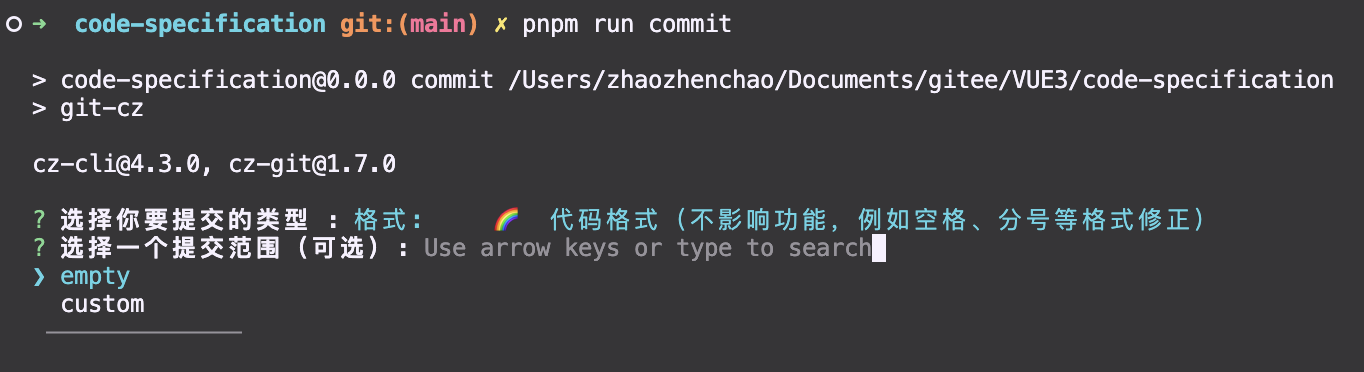 ➜ code-specification git:(main) ✗ pnpm run commit
> code-specification@0.0.0 commit /Users/zhaozhenchao/Documents/gitee/VUE3/code-specification
> git-cz
cz-cli@4.3.0, cz-git@1.7.0
? 选择你要提交的类型 : 格式: 🌈 代码格式（不影响功能，例如空格、分号等格式修正）
? 选择一个提交范围（可选）: Use arrow keys or type to search
❯ empty
custom